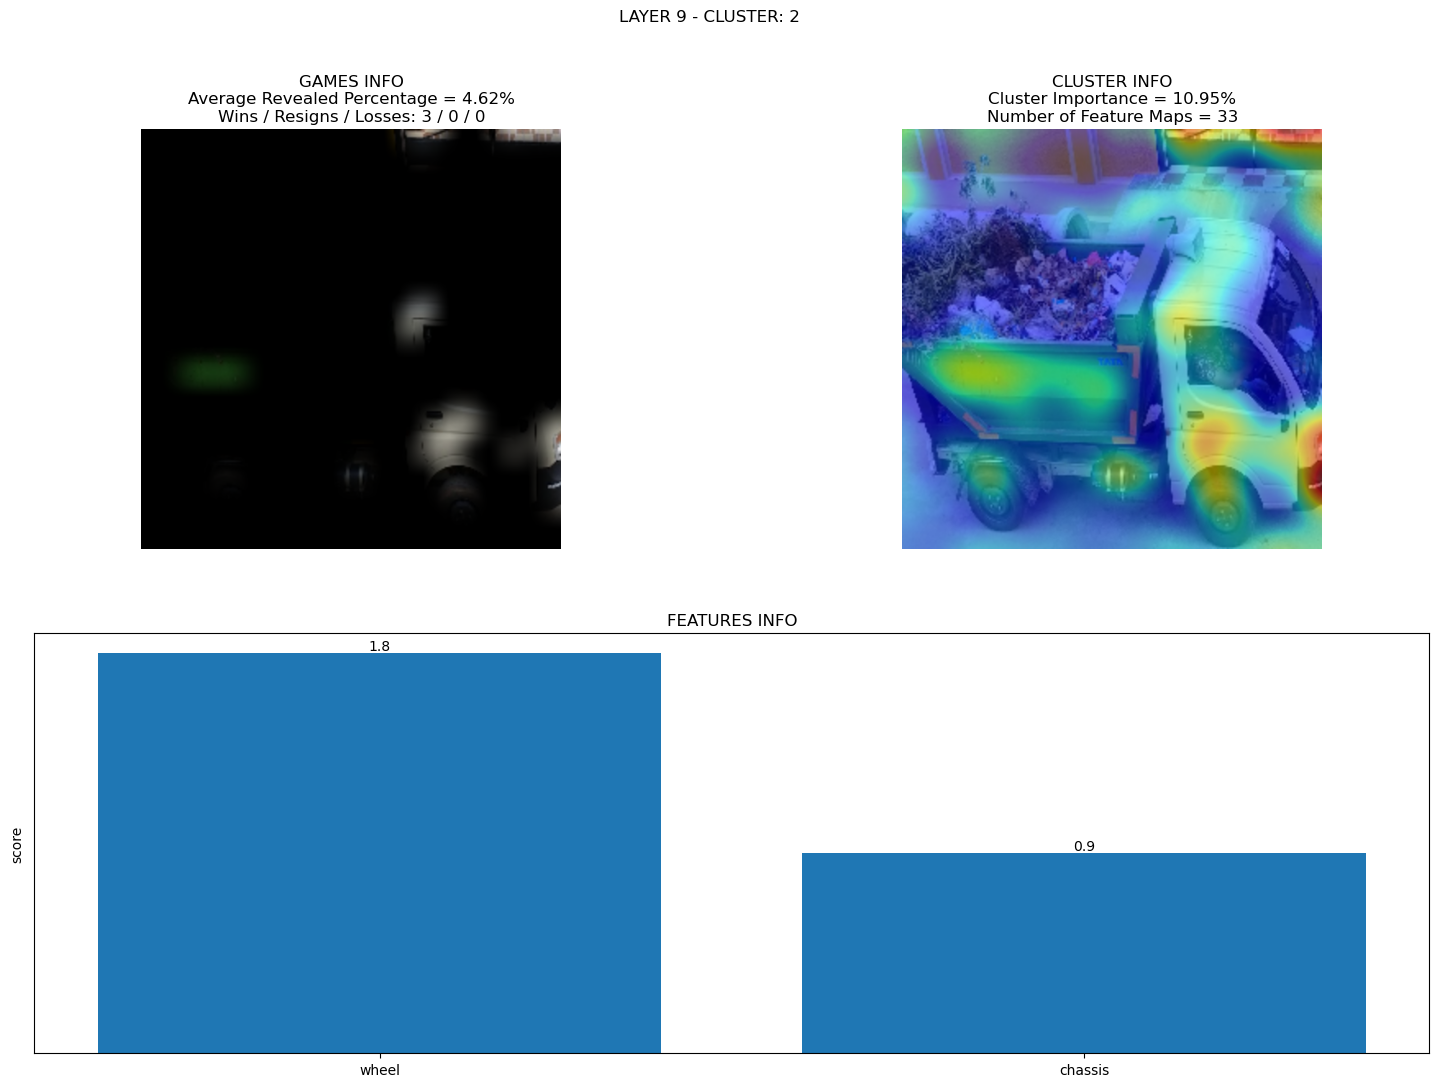 LAYER 9 - CLUSTER: 2
GAMES INFO
Average Revealed Percentage = 4.62%
Wins / Resigns / Losses: 3 / 0 / 0
CLUSTER INFO
Cluster Importance = 10.95%
Number of Feature Maps = 33
FEATURES INFO
1.8
0.9
score
wheel
chassis